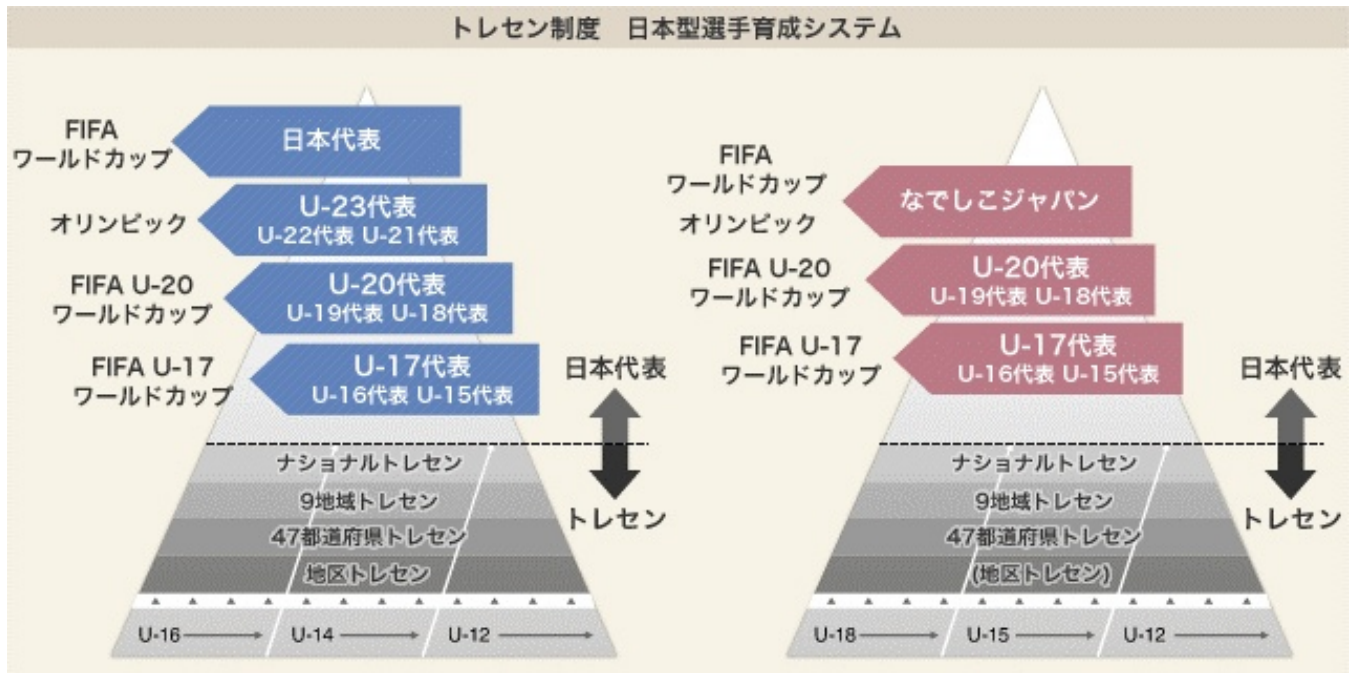 トレセン制度　日本型選手育成システム
FIFA
ワールドカップ
日本代表
オリンピック
U-23代表
U-22代表 U-21代表
FIFA U-20
ワールドカップ
U-20代表
U-19代表 U-18代表
FIFA U-17
ワールドカップ
U-17代表
U-16代表 U-15代表
日本代表
トレセン
ナショナルトレセン
9地域トレセン
47都道府県トレセン
地区トレセン
U-16
U-14
U-12
FIFA
ワールドカップ
オリンピック
なでしこジャパン
FIFA U-20
ワールドカップ
U-20代表
U-19代表 U-18代表
FIFA U-17
ワールドカップ
U-17代表
U-16代表 U-15代表
日本代表
トレセン
ナショナルトレセン
9地域トレセン
47都道府県トレセン
(地区トレセン)
U-18
U-15
U-12